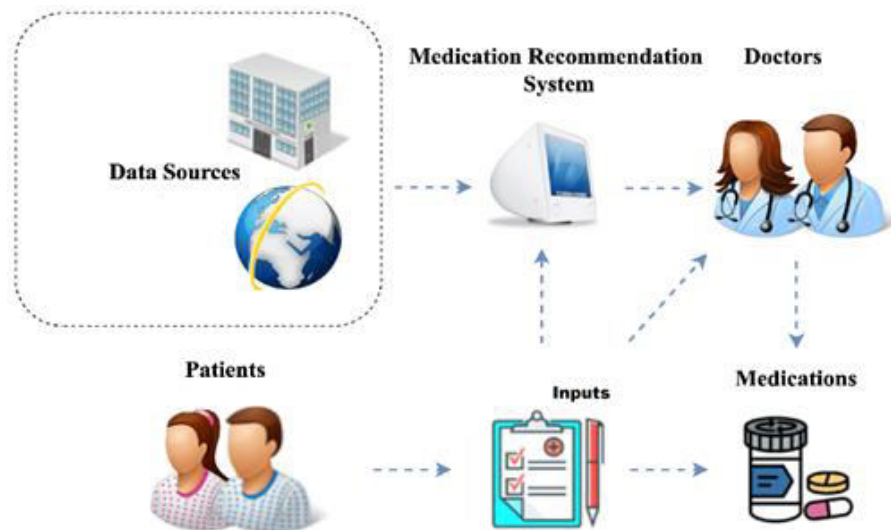 Medication Recommendation
System
Doctors
Data Sources
Patients
Inputs
Medications